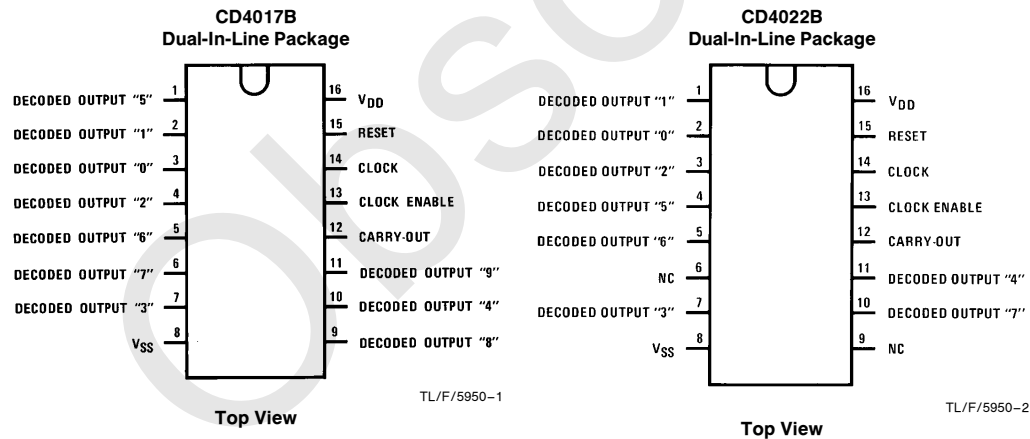 CD4017B
Dual-In-Line Package
DECODED OUTPUT "5" 1
DECODED OUTPUT "1" 2
DECODED OUTPUT "0" 3
DECODED OUTPUT "2" 4
DECODED OUTPUT "6" 5
DECODED OUTPUT "7" 6
DECODED OUTPUT "3" 7
VSS 8
16 VDD
15 RESET
14 CLOCK
13 CLOCK ENABLE
12 CARRY-OUT
11 DECODED OUTPUT "9"
10 DECODED OUTPUT "4"
9 DECODED OUTPUT "8"
TL/F/5950–1
Top View
CD4022B
Dual-In-Line Package
DECODED OUTPUT "1" 1
DECODED OUTPUT "0" 2
DECODED OUTPUT "2" 3
DECODED OUTPUT "5" 4
DECODED OUTPUT "6" 5
NC 6
DECODED OUTPUT "3" 7
VSS 8
16 VDD
15 RESET
14 CLOCK
13 CLOCK ENABLE
12 CARRY-OUT
11 DECODED OUTPUT "4"
10 DECODED OUTPUT "7"
9 NC
TL/F/5950–2
Top View
Obso